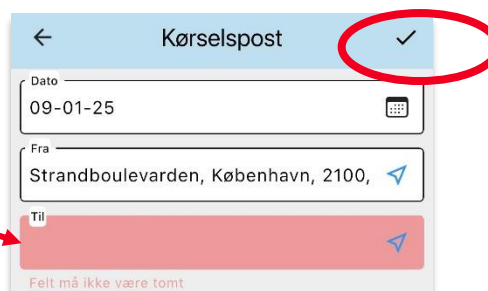 Kørselspost
Dato
09-01-25
Fra
Strandboulevarden, København, 2100,
Til
Felt må ikke være tomt